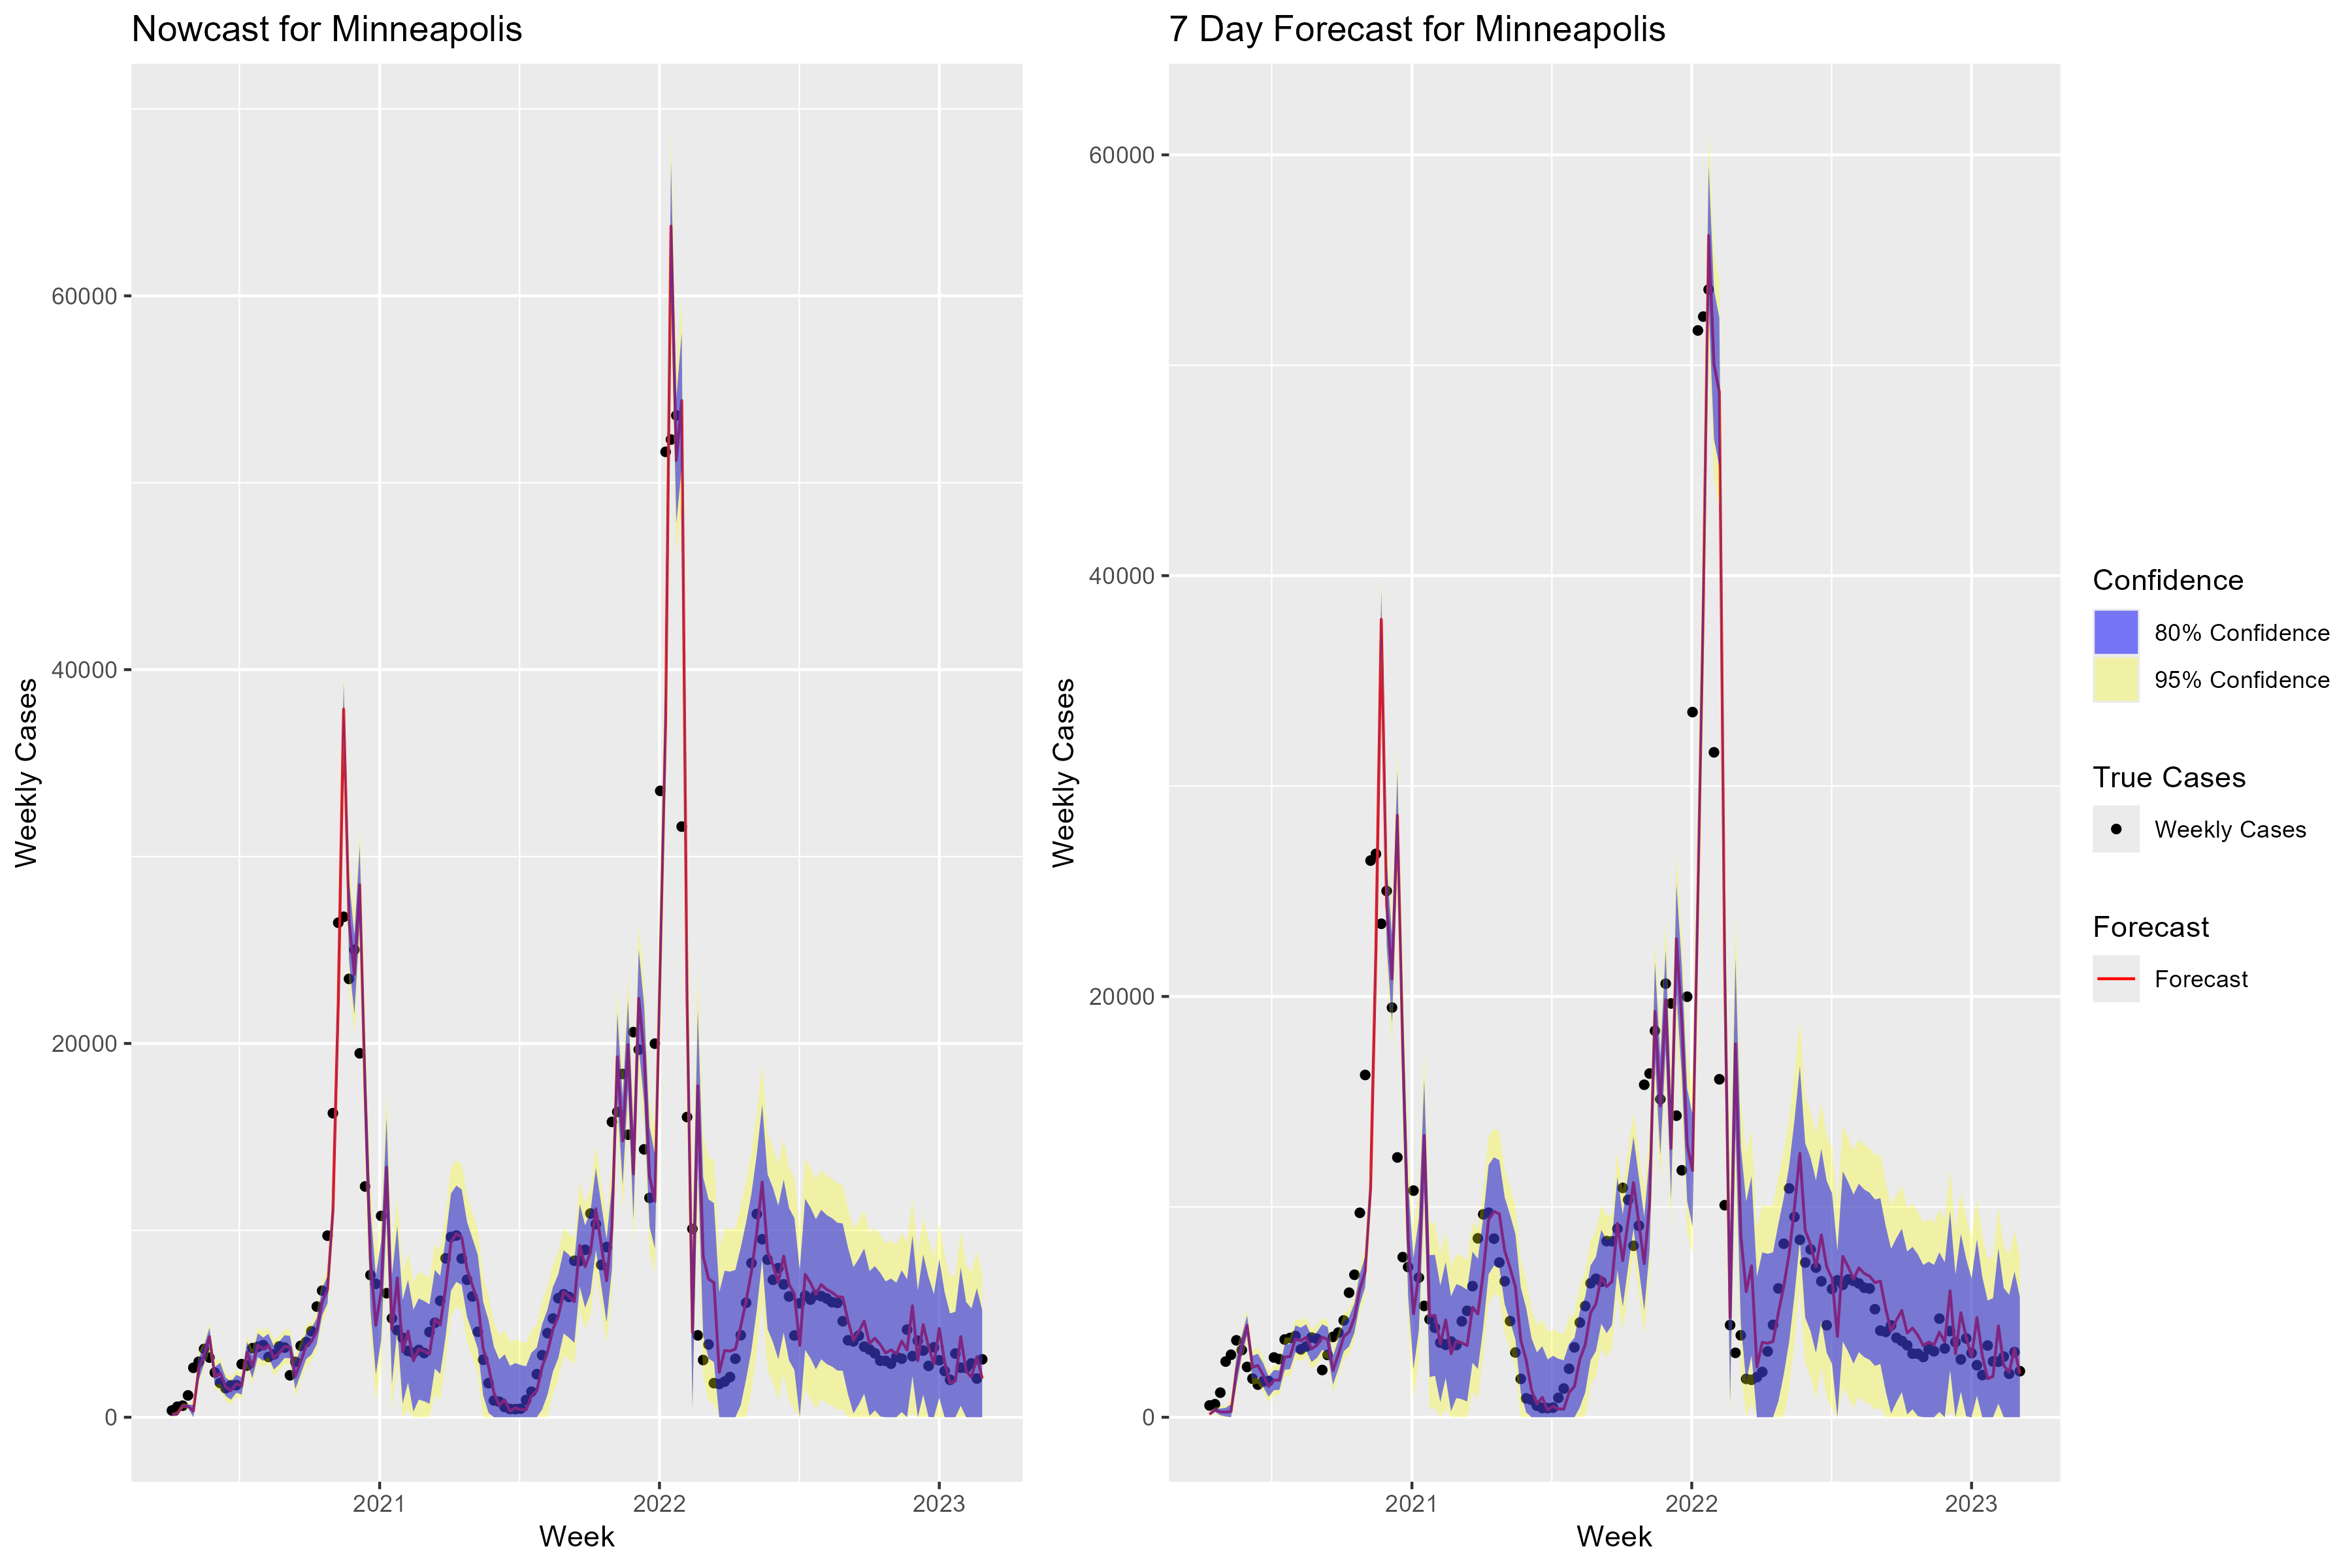 Nowcast for Minneapolis
Weekly Cases
60000
40000
20000
0
2021
2022
2023
Week
7 Day Forecast for Minneapolis
Weekly Cases
60000
40000
20000
0
2021
2022
2023
Week
Confidence
80% Confidence
95% Confidence
True Cases
Weekly Cases
Forecast
Forecast